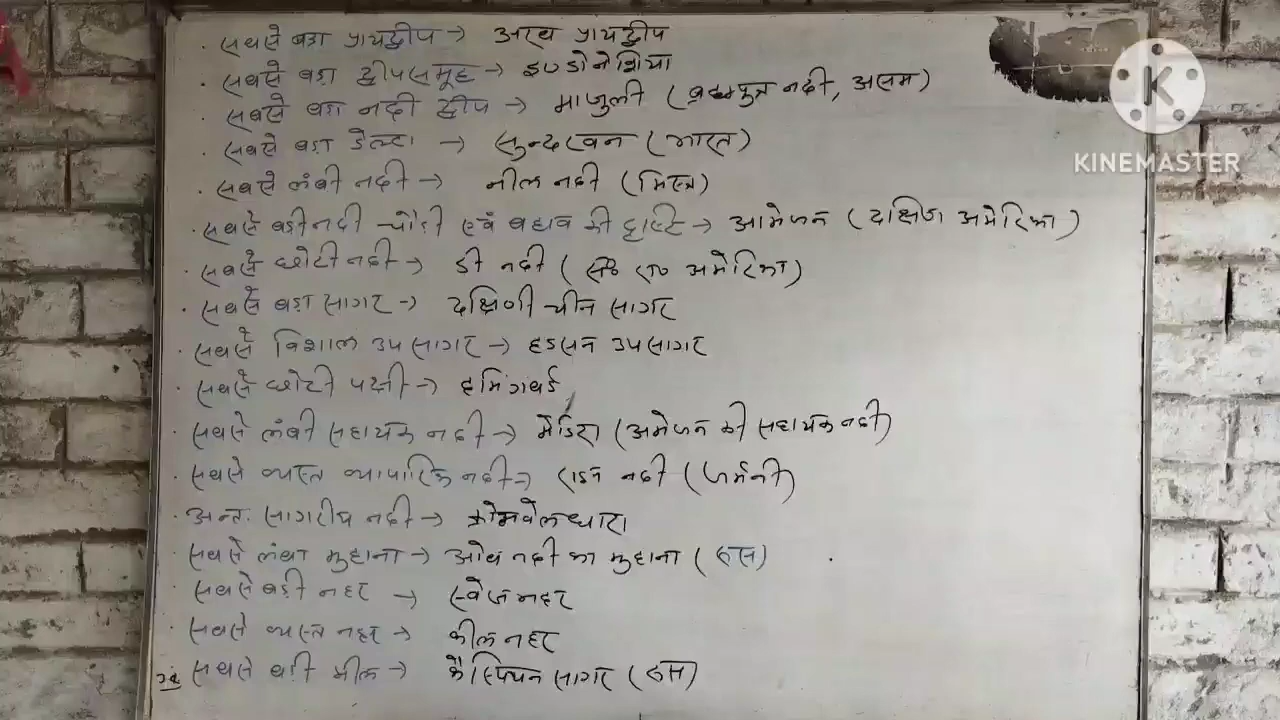 सबसे बड़ा प्रायद्वीप → अरब प्रायद्वीप
सबसे बड़ा द्वीपसमूह → इण्डोनेशिया
सबसे बड़ा नदी द्वीप → माजुली (ब्रह्मपुत्र नदी, असम)
सबसे बड़ा डेल्टा → सुन्दरवन (भारत)
सबसे लंबी नदी → नील नदी (मिस्त्र)
सबसे बड़ी नदी चौड़ी एवं बहाव की दृष्टि → आमेजन (दक्षिण अमेरिका)
सबसे छोटी नदी → डी नदी (सं० रा० अमेरिका)
सबसे बड़ा सागर → दक्षिणी चीन सागर
सबसे विशाल उपसागर → हडसन उपसागर
सबसे छोटी पक्षी → हमिंगबर्ड
सबसे लंबी सहायक नदी → मेडिरा (अमेजन की सहायक नदी)
सबसे व्यस्त व्यापारिक नदी → राइन नदी (जर्मनी)
अन्त: सागरीय नदी → क्रोमवेल धारा
सबसे लंबा मुहाना → ओब नदी का मुहाना (रूस)
सबसे बड़ी नहर → स्वेज नहर
सबसे व्यस्त नहर → कील नहर
सबसे बड़ी झील → कैस्पियन सागर (रूस)
KINEMASTER